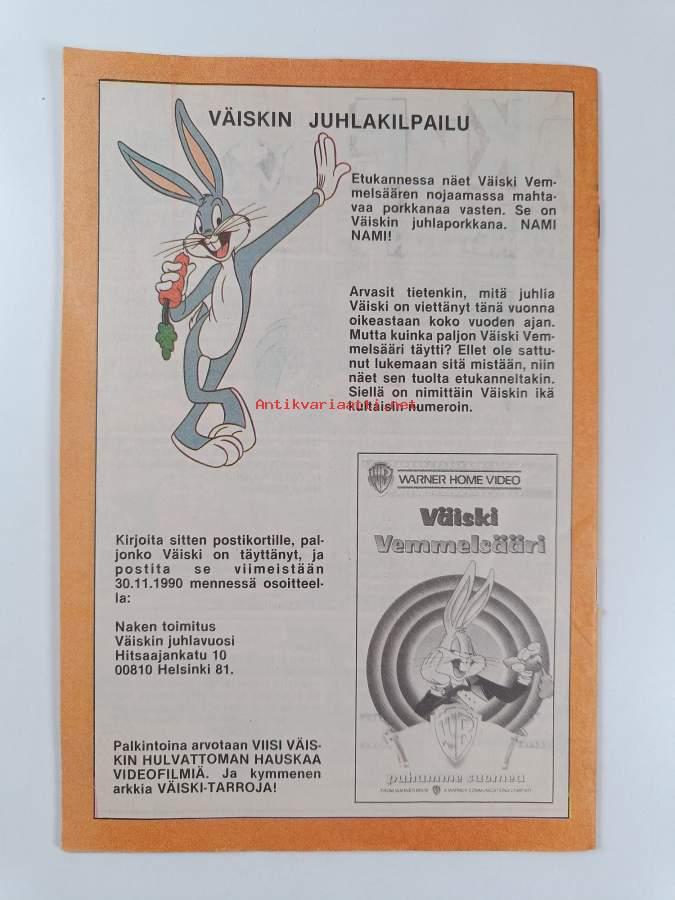 VÄISKIN JUHLAKILPAILU
Etukannessa näet Väiski Vem-
melsäären nojaamassa mahta-
vaa porkkanaa vasten. Se on
Väiskin juhlaporkkana. NAMI
NAMI!
Arvasit tietenkin, mitä juhlia
Väiski on viettänyt tänä vuonna
oikeastaan koko vuoden ajan.
Mutta kuinka paljon Väiski Vem-
melsääri täytti? Ellet ole sattu-
nut lukemaan sitä mistään, niin
näet sen tuolta etukanneltakin.
Siellä on nimittäin Väiskin ikä
kultaisin numeroin.
Antikvariaatti.net
Kirjoita sitten postikortille, pal-
jonko Väiski on täyttänyt, ja
postita se viimeistään
30.11.1990 mennessä osoitteel-
la:
Naken toimitus
Väiskin juhlavuosi
Hitsaajankatu 10
00810 Helsinki 81.
Palkintoina arvotaan VIISI VÄIS-
KIN HULVATTOMAN HAUSKAA
VIDEOFILMIÄ. Ja kymmenen
arkkia VÄISKI-TARROJA!
WB WARNER HOME VIDEO
Väiski
Vemmelsääri
WB
puhumme suomea